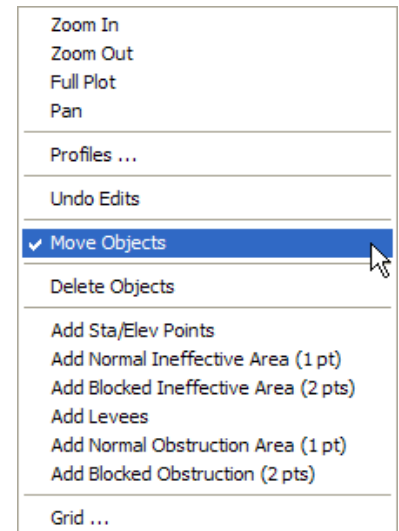 Zoom In
Zoom Out
Full Plot
Pan
Profiles ...
Undo Edits
Move Objects
Delete Objects
Add Sta/Elev Points
Add Normal Ineffective Area (1 pt)
Add Blocked Ineffective Area (2 pts)
Add Levees
Add Normal Obstruction Area (1 pt)
Add Blocked Obstruction (2 pts)
Grid ...